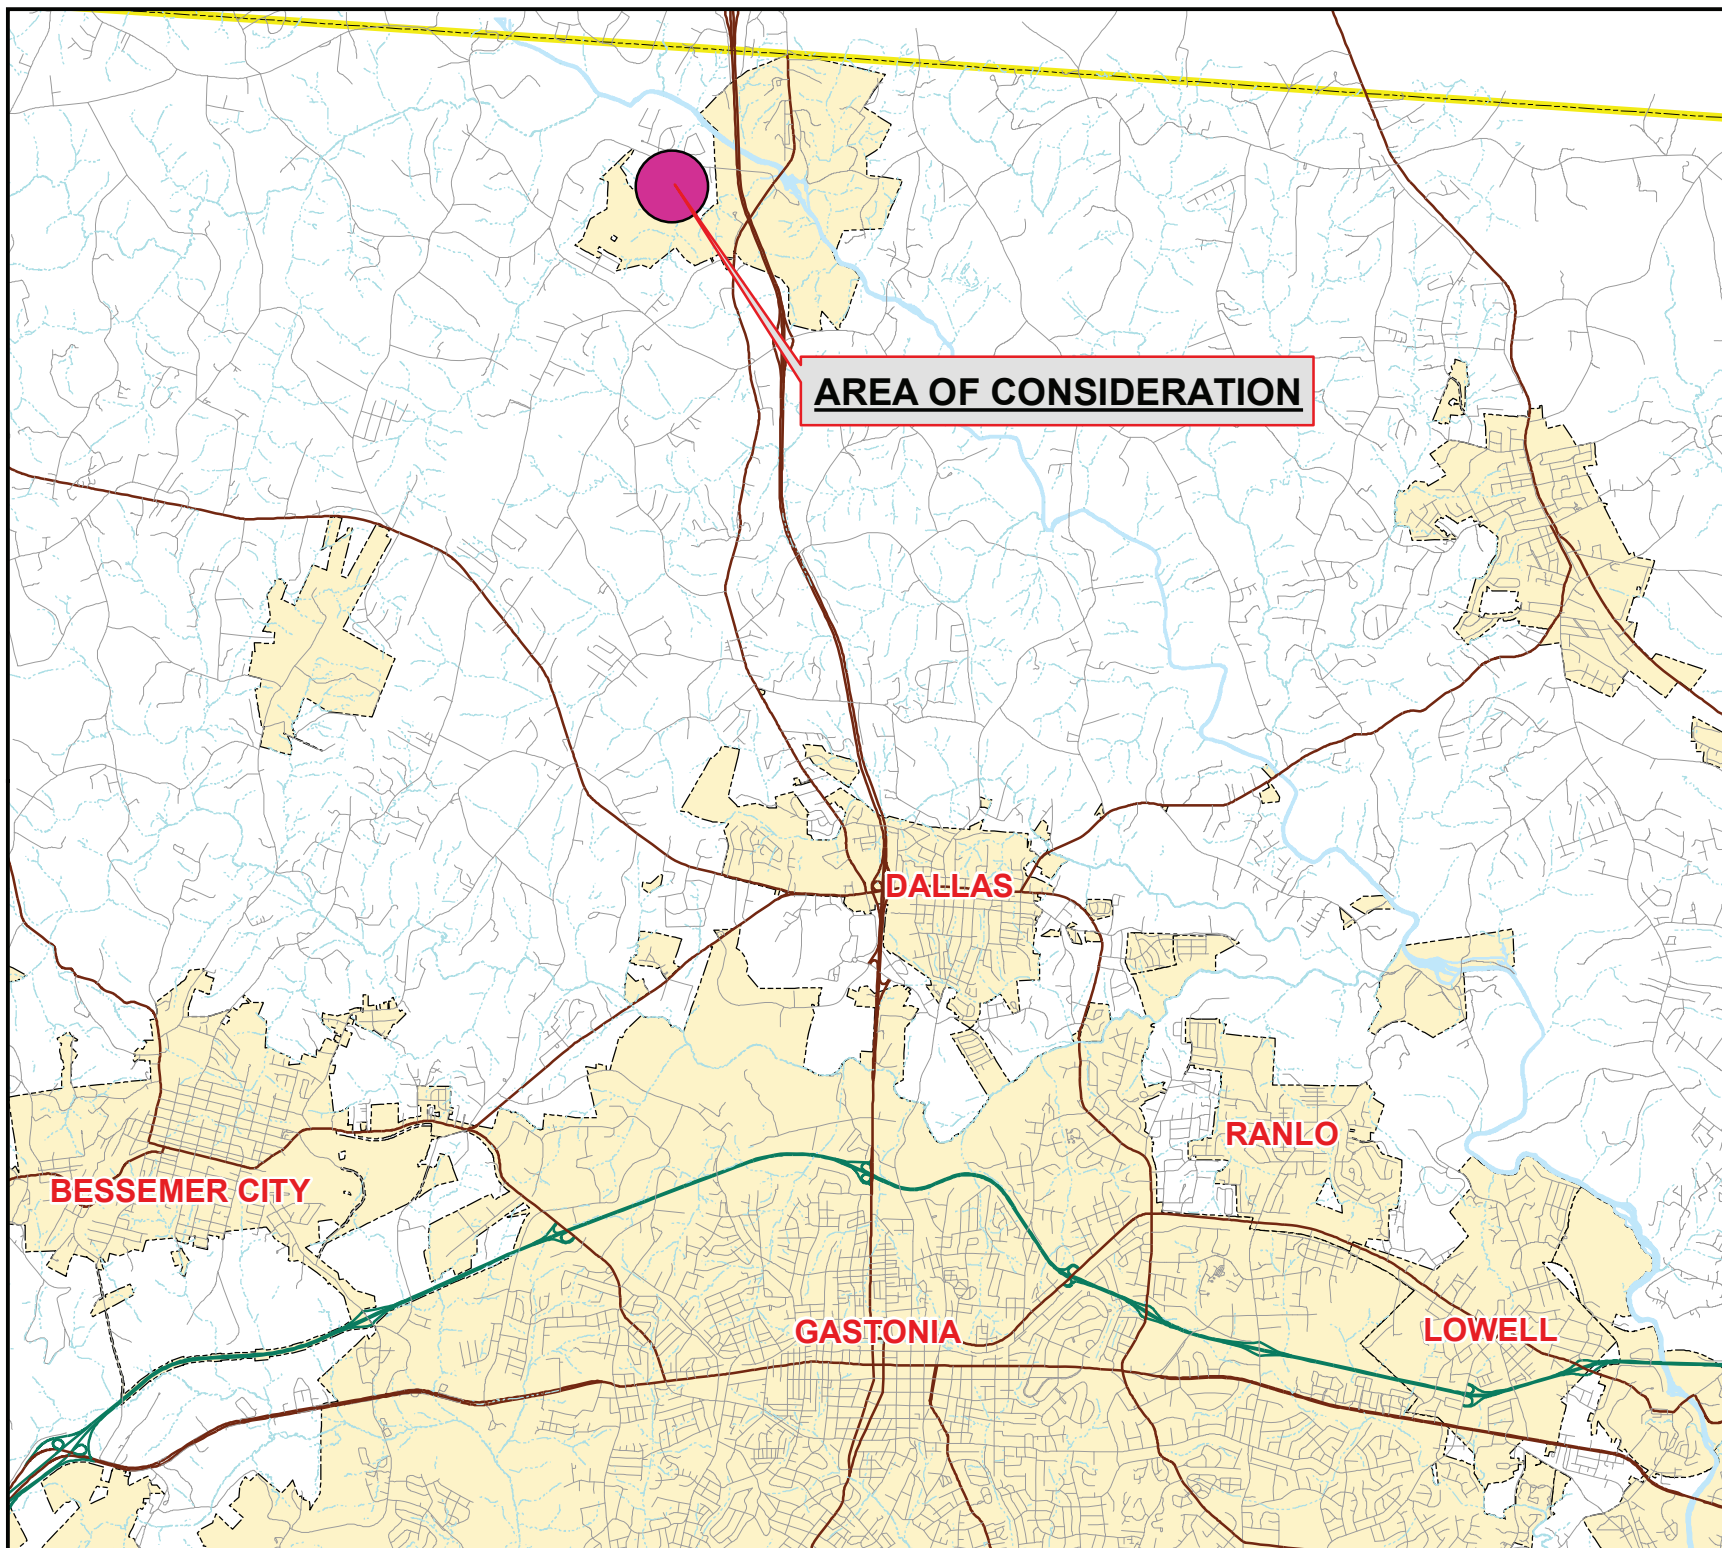 AREA OF CONSIDERATION
DALLAS
RANLO
BESSEMER CITY
GASTONIA
LOWELL